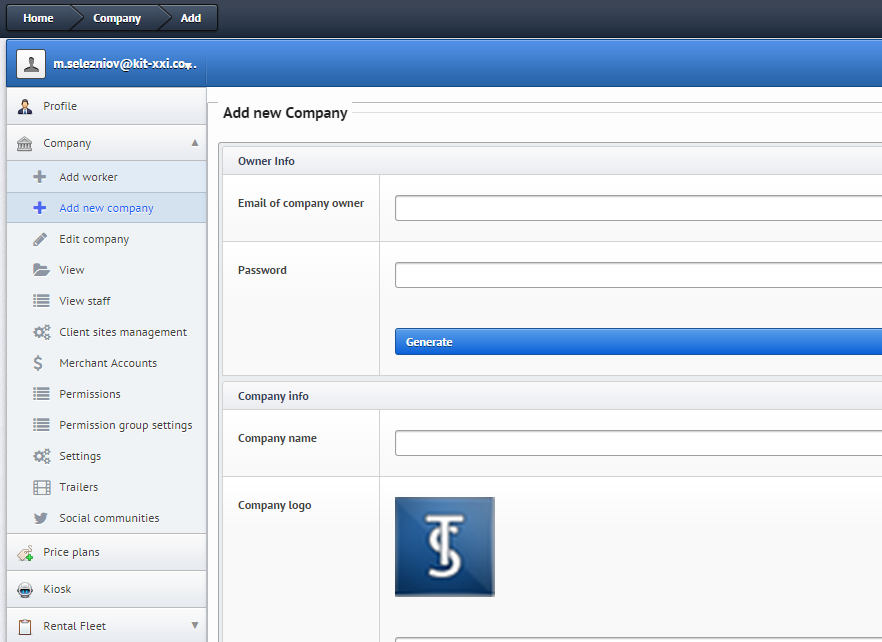 Home Company Add
m.selezniov@kit-xxi.co...
Profile
Company
Add worker
Add new company
Edit company
View
View staff
Client sites management
Merchant Accounts
Permissions
Permission group settings
Settings
Trailers
Social communities
Price plans
Kiosk
Rental Fleet
Add new Company
Owner Info
Email of company owner
Password
Generate
Company info
Company name
Company logo